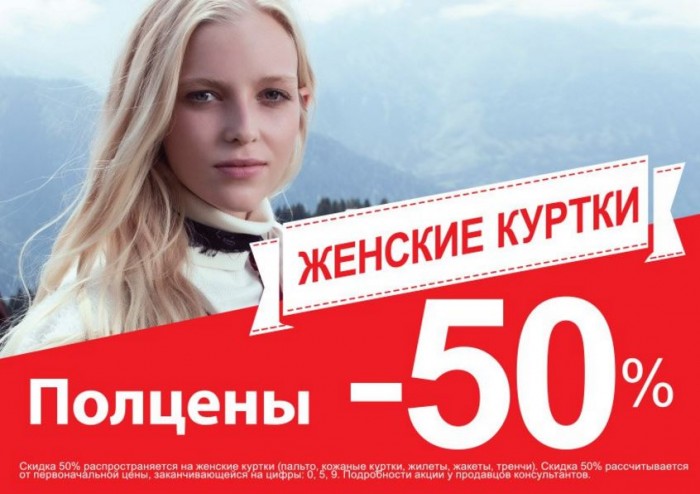 ЖЕНСКИЕ КУРТКИ
Полцены -50%
Скидка 50% распространяется на женские куртки (пальто, кожаные куртки, жилеты, жакеты, тренчи). Скидка 50% рассчитывается
от первоначальной цены, заканчивающейся на цифры: 0, 5, 9. Подробности акции у продавцов консультантов.